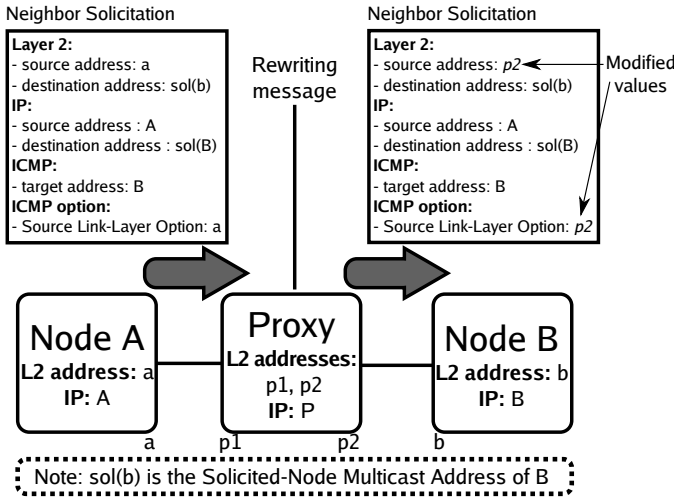 Neighbor Solicitation
Layer 2:
- source address: a
- destination address: sol(b)
IP:
- source address : A
- destination address : sol(B)
ICMP:
- target address: B
ICMP option:
- Source Link-Layer Option: a
Rewriting
message
Neighbor Solicitation
Layer 2:
- source address: p2
- destination address: sol(b)
IP:
- source address : A
- destination address : sol(B)
ICMP:
- target address: B
ICMP option:
- Source Link-Layer Option: p2
Modified
values
Node A
L2 address: a
IP: A
a
Proxy
L2 addresses:
p1, p2
IP: P
p1
p2
Node B
L2 address: b
IP: B
b
Note: sol(b) is the Solicited-Node Multicast Address of B